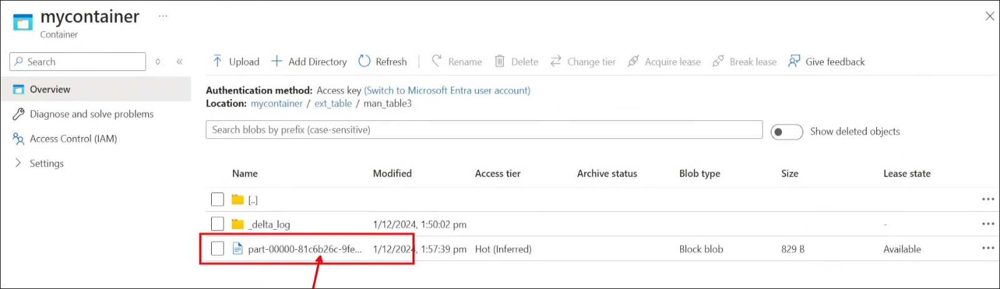 mycontainer ...
Container
Search
Upload Add Directory Refresh Rename Delete Change tier Acquire lease Break lease Give feedback
Overview
Authentication method: Access key (Switch to Microsoft Entra user account)
Location: mycontainer / ext_table / man_table3
Diagnose and solve problems
Search blobs by prefix (case-sensitive)
Show deleted objects
Access Control (IAM)
Settings
Name Modified Access tier Archive status Blob type Size Lease state
[..]
_delta_log 1/12/2024, 1:50:02 pm -
part-00000-81c6b26c-9fe... 1/12/2024, 1:57:39 pm Hot (Inferred) Block blob 829 B Available